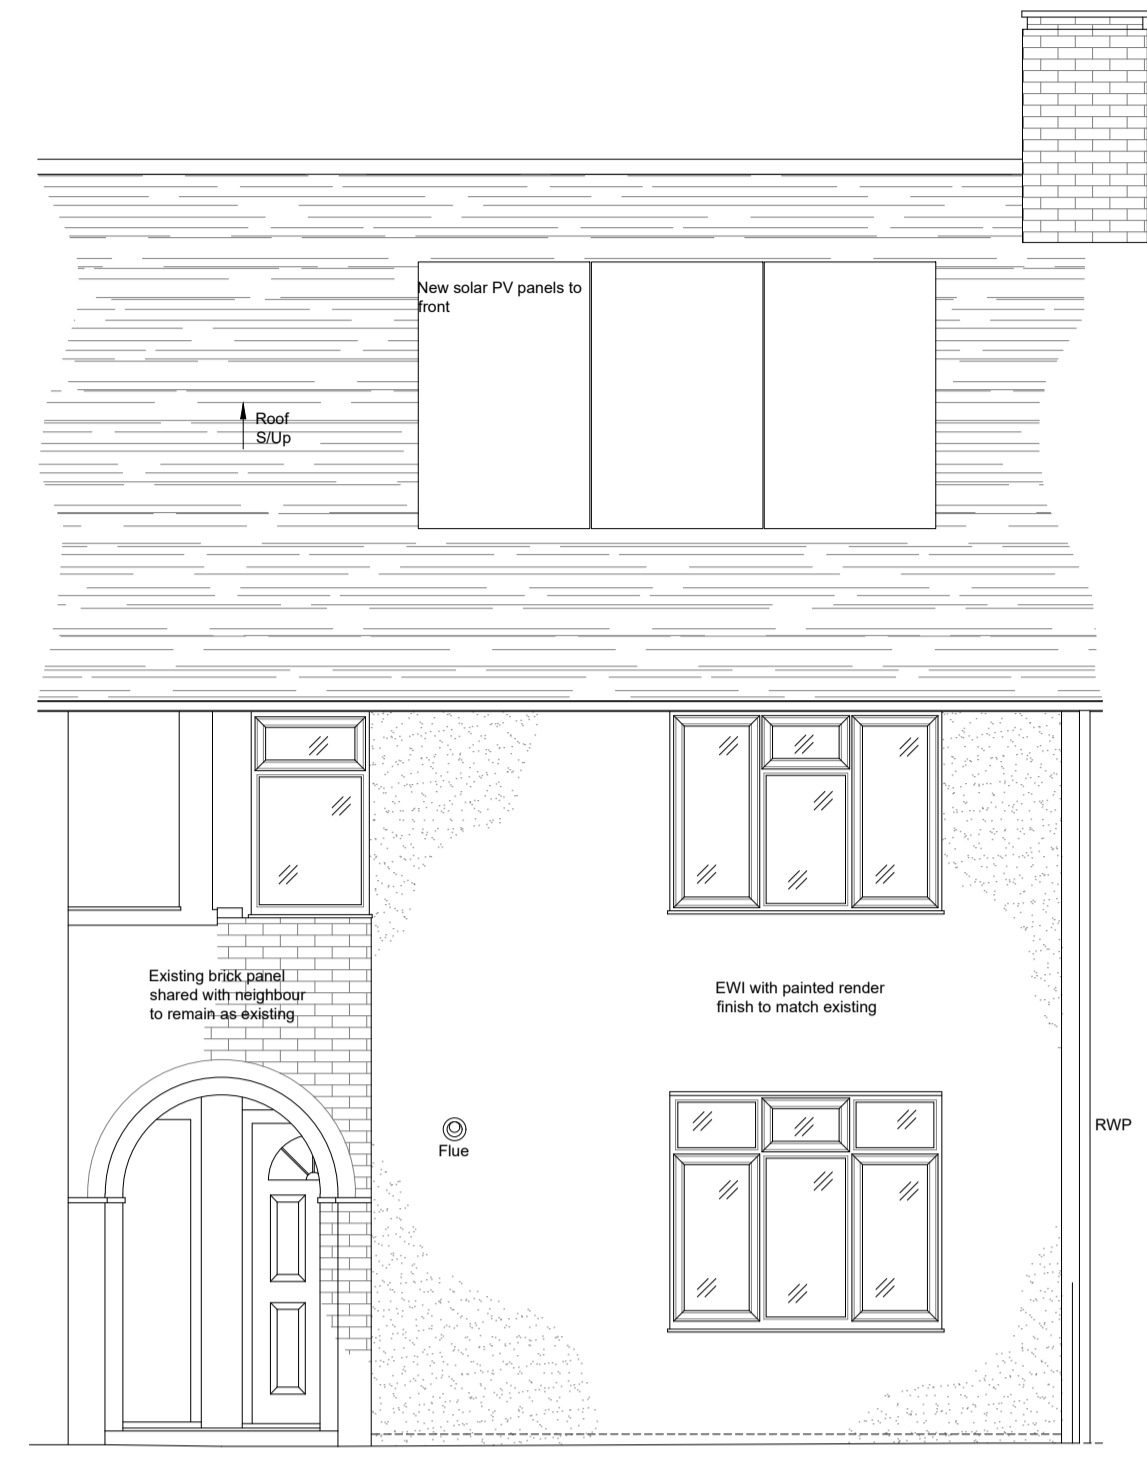 New solar PV panels to
front
Roof
S/Up
Existing brick panel
shared with neighbour
to remain as existing
EWI with painted render
finish to match existing
Flue
RWP